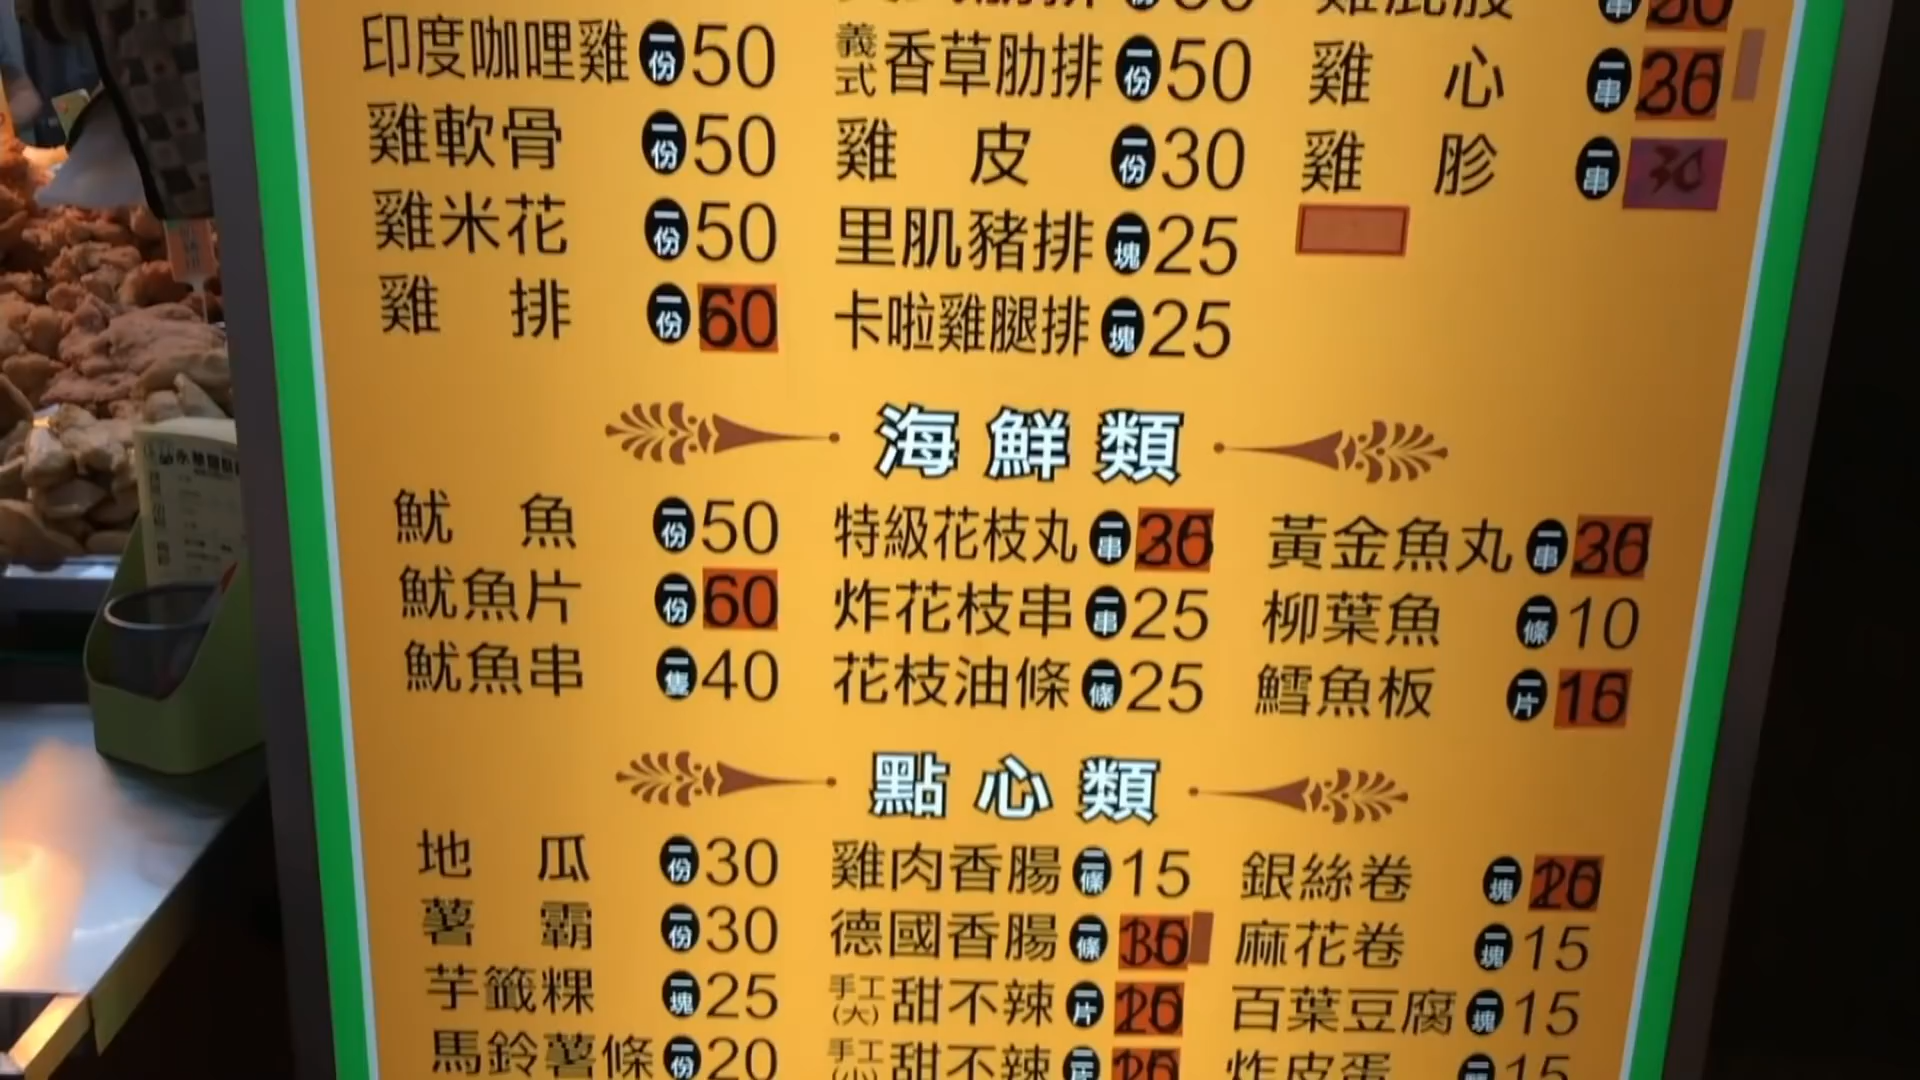 印度咖哩雞 一份 50
義式 香草肋排 一份 50
雞心 一串
雞軟骨 一份 50
雞皮 一份 30
雞胗 一串 30
雞米花 一份 50
里肌豬排 一塊 25
雞排 一份 60
卡啦雞腿排 一塊 25
海鮮類
魷魚 一份 50
特級花枝丸 一串
黃金魚丸 一串
魷魚片 一份 60
炸花枝串 一串 25
柳葉魚 一條 10
魷魚串 一隻 40
花枝油條 一條 25
鱈魚板 一片
點心類
地瓜 一份 30
雞肉香腸 一條 15
銀絲卷 一塊
薯霸 一份 30
德國香腸 一條
麻花卷 一塊 15
芋籤粿 一塊 25
手工(大) 甜不辣 一片
百葉豆腐 一塊 15
馬鈴薯條 一份 20
手工(小) 甜不辣
炸皮蛋 15